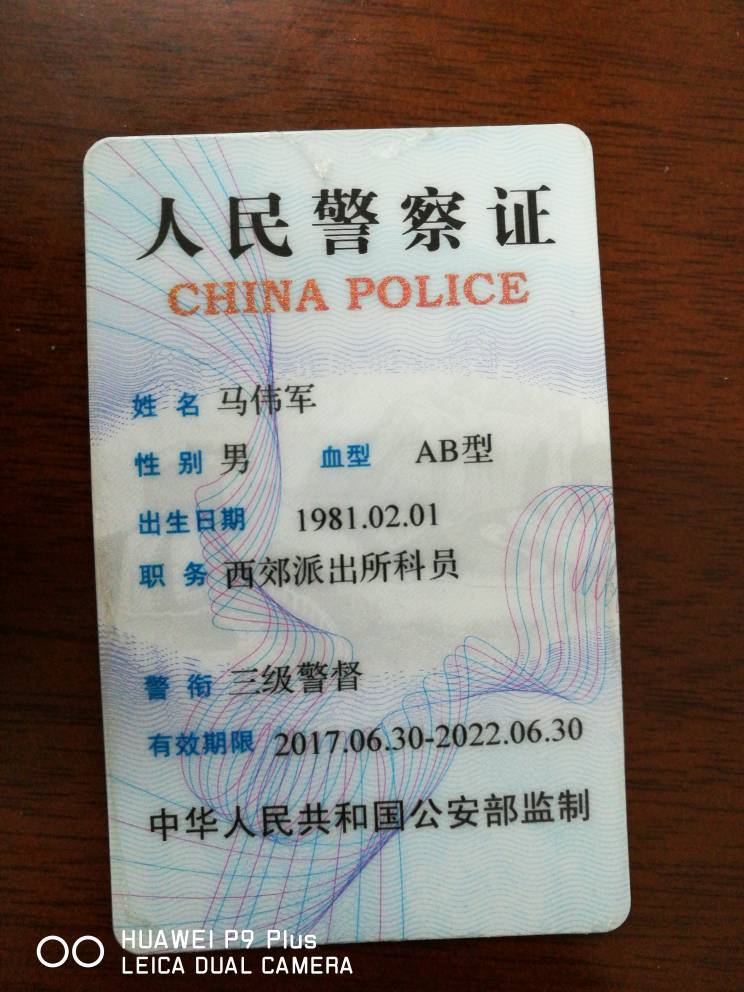 人民警察证
CHINA POLICE
姓名 马伟军
性别 男 血型 AB型
出生日期 1981.02.01
职务 西郊派出所科员
警衔 三级警督
有效期限 2017.06.30-2022.06.30
中华人民共和国公安部监制
HUAWEI P9 Plus
LEICA DUAL CAMERA